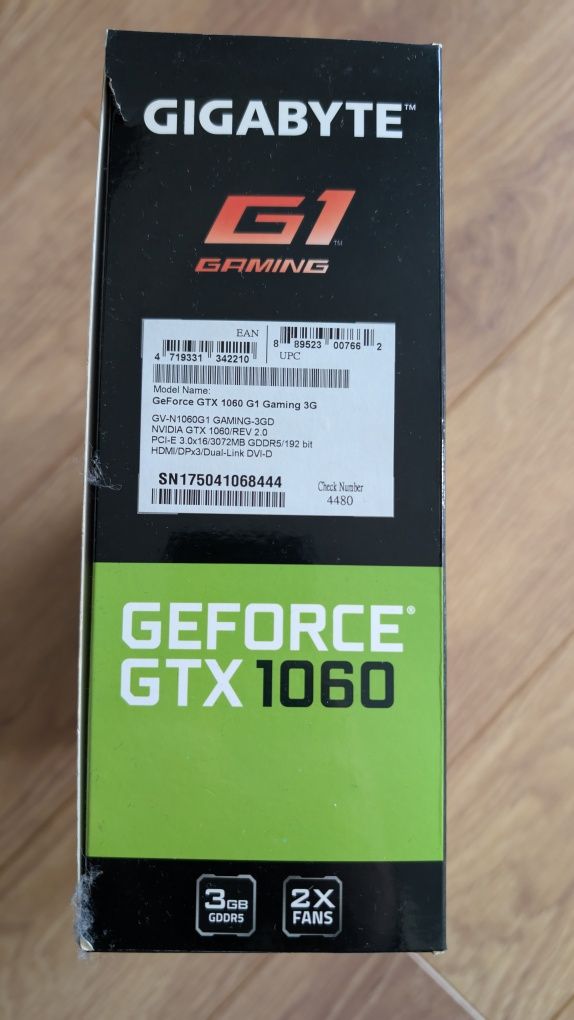 GIGABYTE™
G1™
GAMING
EAN
4 719331 342210
8 89523 00766 2
UPC
Model Name:
GeForce GTX 1060 G1 Gaming 3G
GV-N1060G1 GAMING-3GD
NVIDIA GTX 1060/REV 2.0
PCI-E 3.0x16/3072MB GDDR5/192 bit
HDMI/DPx3/Dual-Link DVI-D
SN175041068444
Check Number
4480
GEFORCE®
GTX 1060
3GB
GDDR5
2X
FANS